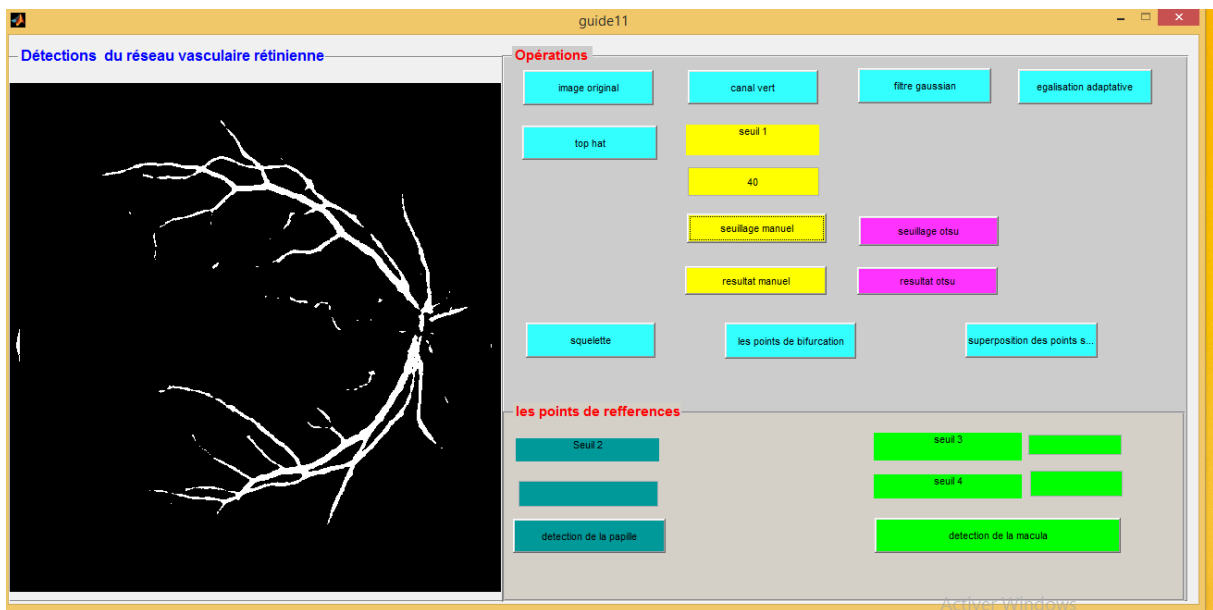 guide11
Détections du réseau vasculaire rétinienne
Opérations
image original
canal vert
filtre gaussian
egalisation adaptative
top hat
seuil 1
40
seuillage manuel
seuillage otsu
resultat manuel
resultat otsu
squelette
les points de bifurcation
superposition des points s...
les points de refferences
Seuil 2
seuil 3
seuil 4
detection de la papille
detection de la macula
Activer Windows